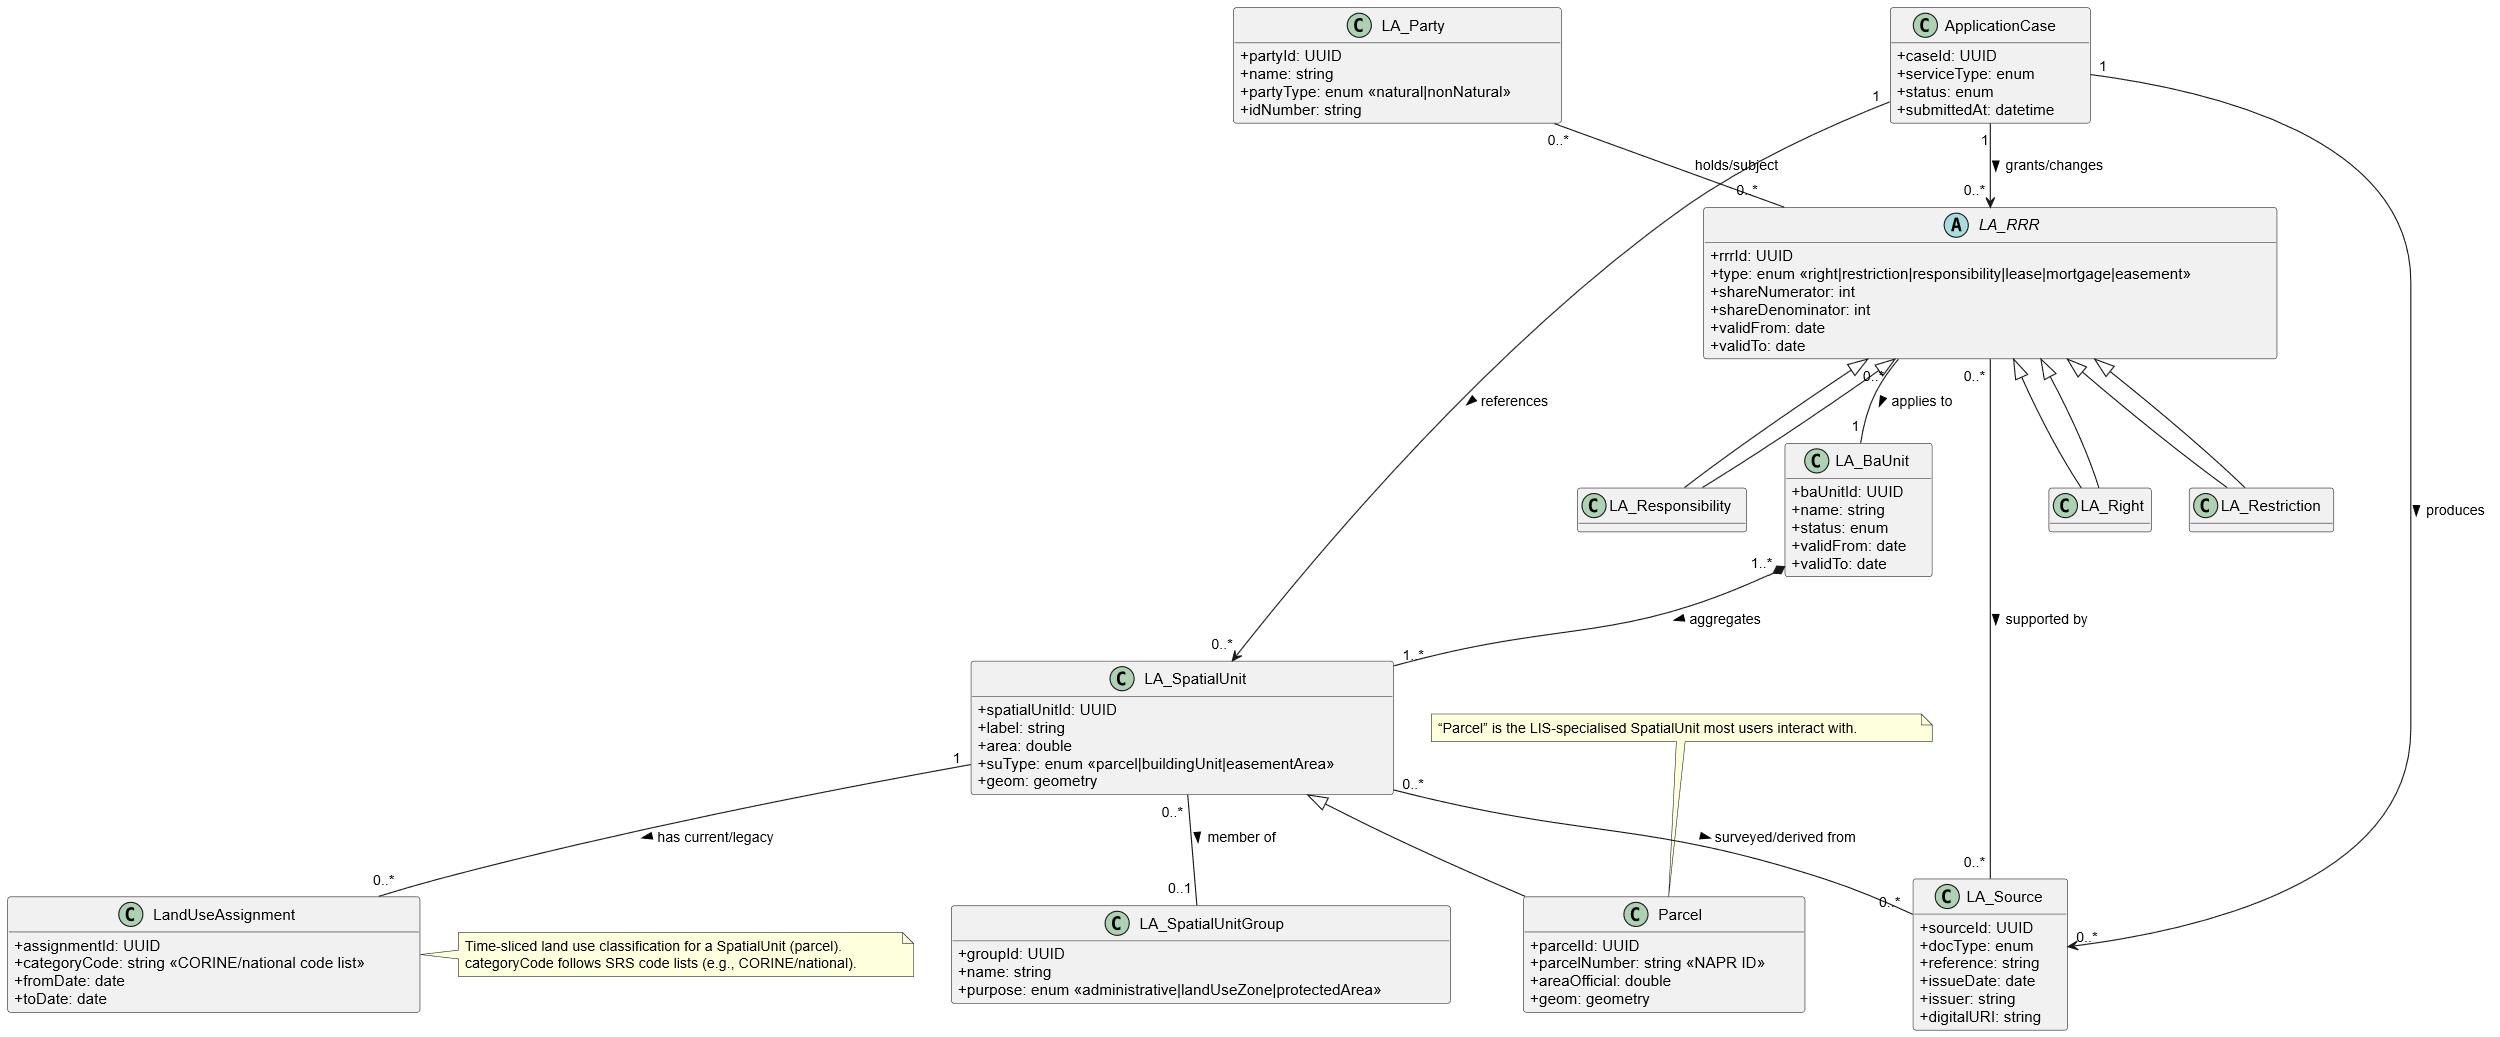 C LA_Party
+partyId: UUID
+name: string
+partyType: enum «natural|nonNatural»
+idNumber: string
C ApplicationCase
+caseId: UUID
+serviceType: enum
+status: enum
+submittedAt: datetime
1
1
1
0..*
holds/subject
0..*
grants/changes
0..*
A LA_RRR
+rrrId: UUID
+type: enum «right|restriction|responsibility|lease|mortgage|easement»
+shareNumerator: int
+shareDenominator: int
+validFrom: date
+validTo: date
0..*
0..*
references
applies to
1
C LA_Responsibility
C LA_BaUnit
+baUnitId: UUID
+name: string
+status: enum
+validFrom: date
+validTo: date
C LA_Right
C LA_Restriction
produces
1..*
aggregates
supported by
0..*
1..*
C LA_SpatialUnit
+spatialUnitId: UUID
+label: string
+area: double
+suType: enum «parcel|buildingUnit|easementArea»
+geom: geometry
“Parcel” is the LIS-specialised SpatialUnit most users interact with.
1
0..*
0..*
has current/legacy
member of
surveyed/derived from
0..*
0..1
0..*
0..*
0..*
C LandUseAssignment
+assignmentId: UUID
+categoryCode: string «CORINE/national code list»
+fromDate: date
+toDate: date
Time-sliced land use classification for a SpatialUnit (parcel).
categoryCode follows SRS code lists (e.g., CORINE/national).
C LA_SpatialUnitGroup
+groupId: UUID
+name: string
+purpose: enum «administrative|landUseZone|protectedArea»
C Parcel
+parcelId: UUID
+parcelNumber: string «NAPR ID»
+areaOfficial: double
+geom: geometry
C LA_Source
+sourceId: UUID
+docType: enum
+reference: string
+issueDate: date
+issuer: string
+digitalURI: string